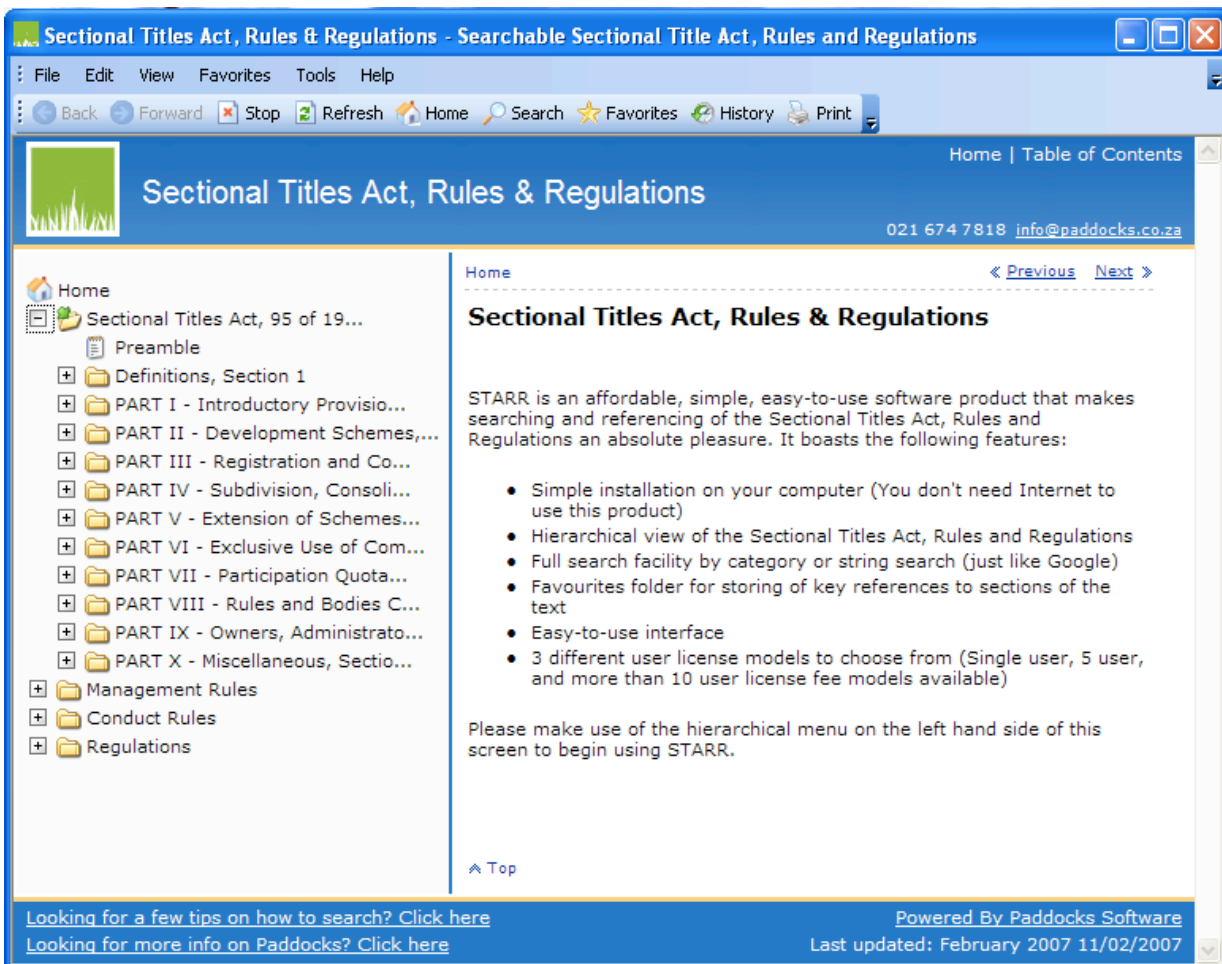 Sectional Titles Act, Rules & Regulations - Searchable Sectional Title Act, Rules and Regulations
File Edit View Favorites Tools Help
Back Forward Stop Refresh Home Search Favorites History Print
Home | Table of Contents
Sectional Titles Act, Rules & Regulations
021 674 7818 info@paddocks.co.za
Home
Sectional Titles Act, 95 of 19...
Preamble
Definitions, Section 1
PART I - Introductory Provisio...
PART II - Development Schemes,...
PART III - Registration and Co...
PART IV - Subdivision, Consoli...
PART V - Extension of Schemes...
PART VI - Exclusive Use of Com...
PART VII - Participation Quota...
PART VIII - Rules and Bodies C...
PART IX - Owners, Administrato...
PART X - Miscellaneous, Sectio...
Management Rules
Conduct Rules
Regulations
Home « Previous Next »
Sectional Titles Act, Rules & Regulations
STARR is an affordable, simple, easy-to-use software product that makes
searching and referencing of the Sectional Titles Act, Rules and
Regulations an absolute pleasure. It boasts the following features:
• Simple installation on your computer (You don't need Internet to
use this product)
• Hierarchical view of the Sectional Titles Act, Rules and Regulations
• Full search facility by category or string search (just like Google)
• Favourites folder for storing of key references to sections of the
text
• Easy-to-use interface
• 3 different user license models to choose from (Single user, 5 user,
and more than 10 user license fee models available)
Please make use of the hierarchical menu on the left hand side of this
screen to begin using STARR.
Top
Looking for a few tips on how to search? Click here
Looking for more info on Paddocks? Click here
Powered By Paddocks Software
Last updated: February 2007 11/02/2007